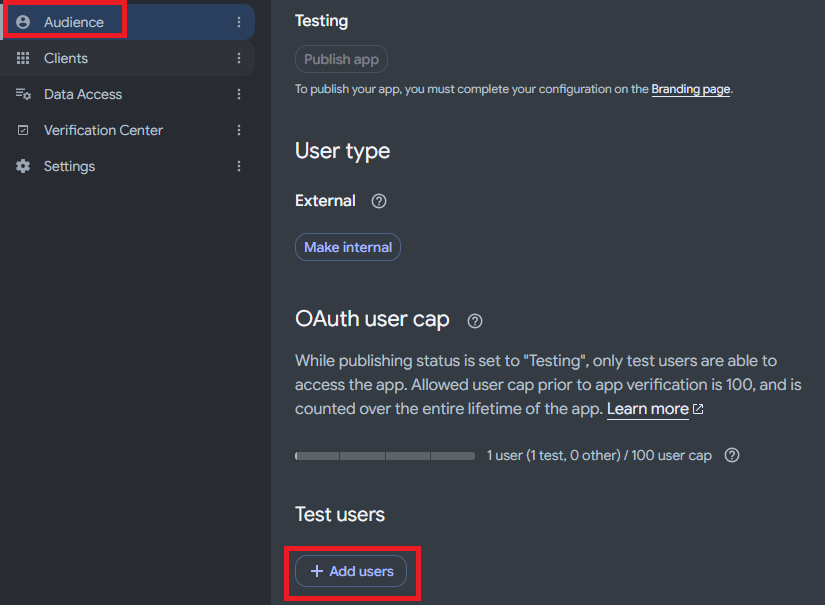 Audience
Clients
Data Access
Verification Center
Settings
Testing
Publish app
To publish your app, you must complete your configuration on the Branding page.
User type
External
Make internal
OAuth user cap
While publishing status is set to "Testing", only test users are able to
access the app. Allowed user cap prior to app verification is 100, and is
counted over the entire lifetime of the app. Learn more
1 user (1 test, 0 other) / 100 user cap
Test users
+ Add users